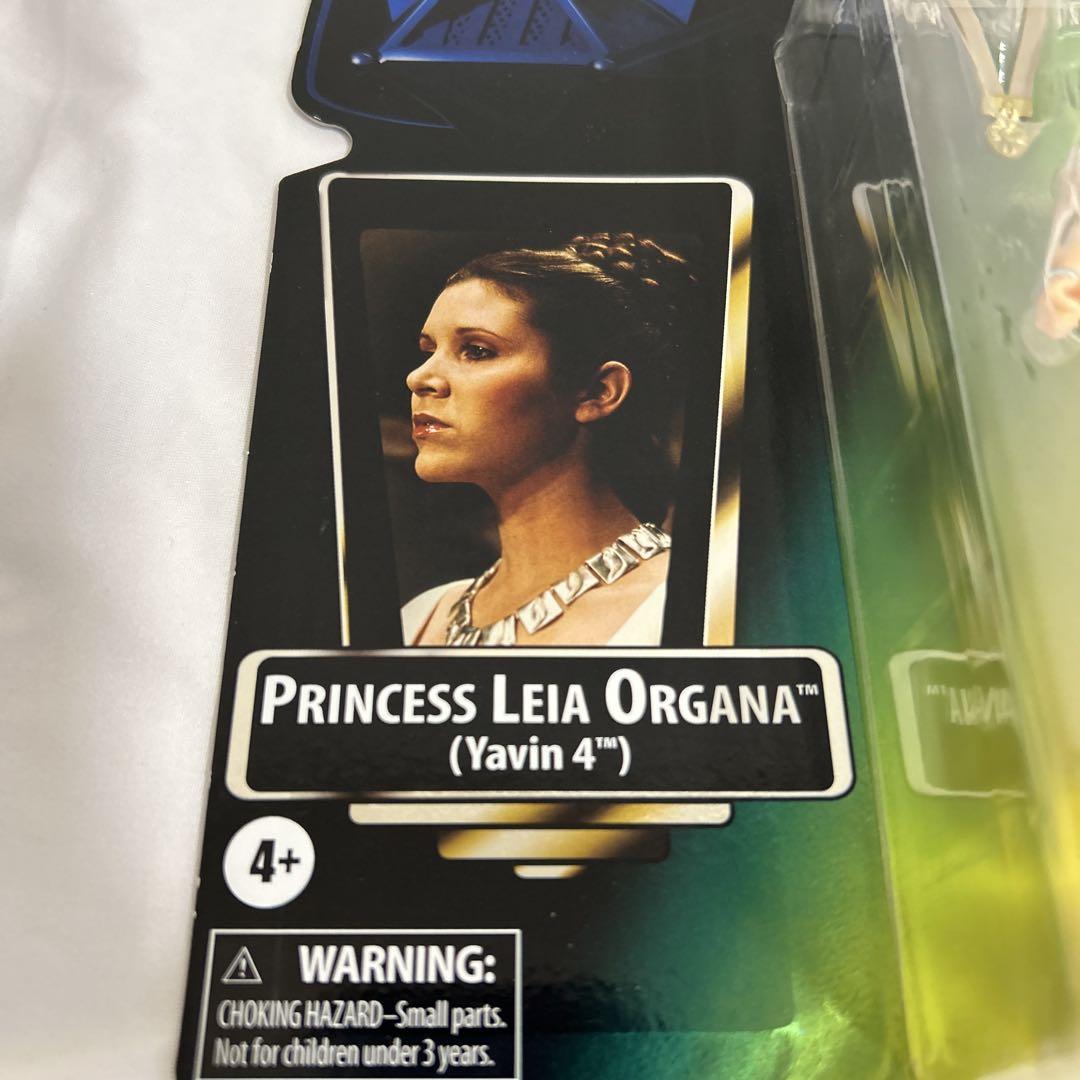 PRINCESS LEIA ORGANA™
(Yavin 4™)
4+
WARNING:
CHOKING HAZARD–Small parts.
Not for children under 3 years.